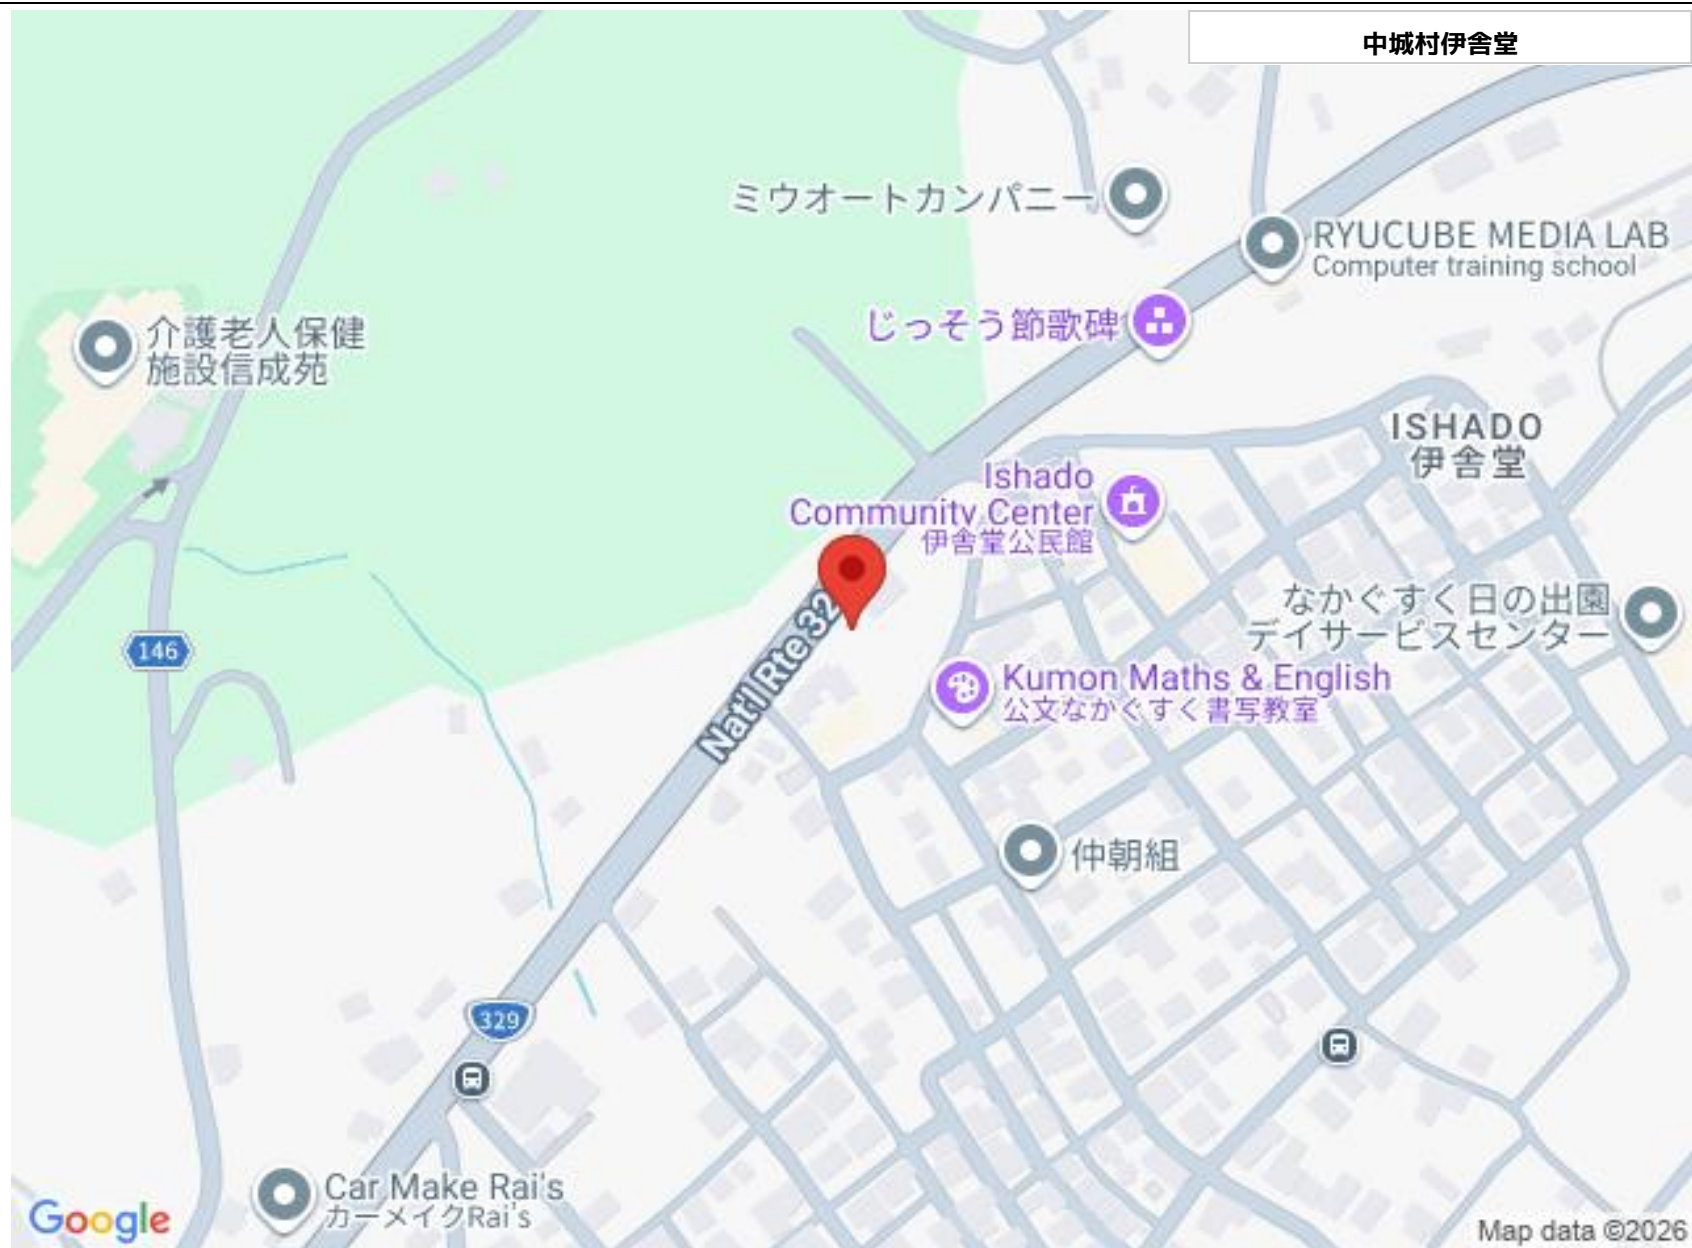 中城村伊舎堂
ミウオートカンパニー
RYUCUBE MEDIA LAB
Computer training school
じっそう節歌碑
介護老人保健
施設信成苑
ISHADO
伊舎堂
Ishado
Community Center
伊舎堂公民館
なかぐすく日の出園
デイサービスセンター
Nat'l Rte 32
146
Kumon Maths & English
公文なかぐすく書写教室
仲朝組
329
Car Make Rai's
カーメイクRai's
Google
Map data ©2026